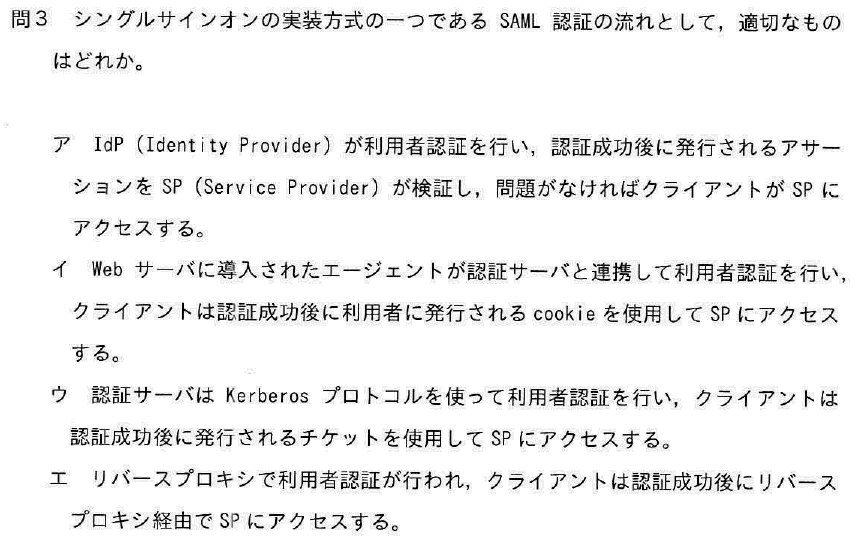 問3 シングルサインオンの実装方式の一つである SAML 認証の流れとして，適切なもの
はどれか。
ア IdP（Identity Provider）が利用者認証を行い，認証成功後に発行されるアサー
ションを SP（Service Provider）が検証し，問題がなければクライアントが SP に
アクセスする。
イ Web サーバに導入されたエージェントが認証サーバと連携して利用者認証を行い，
クライアントは認証成功後に利用者に発行される cookie を使用して SP にアクセス
する。
ウ 認証サーバは Kerberos プロトコルを使って利用者認証を行い，クライアントは
認証成功後に発行されるチケットを使用して SP にアクセスする。
エ リバースプロキシで利用者認証が行われ，クライアントは認証成功後にリバース
プロキシ経由で SP にアクセスする。